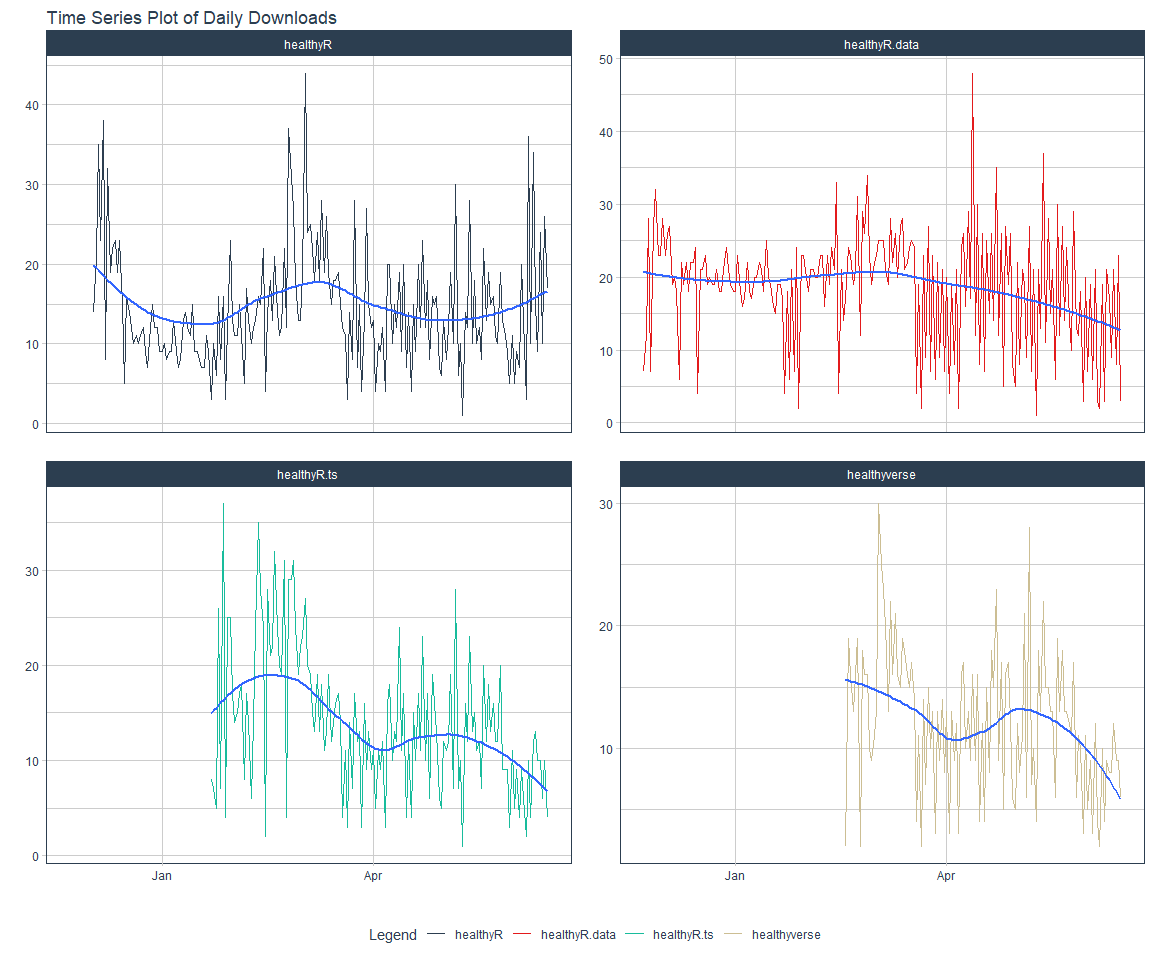 Time Series Plot of Daily Downloads
healthyR
healthyR.data
40
30
20
10
0
50
40
30
20
10
0
healthyR.ts
healthyverse
30
20
10
0
30
20
10
Jan Apr
Jan Apr
Legend healthyR healthyR.data healthyR.ts healthyverse